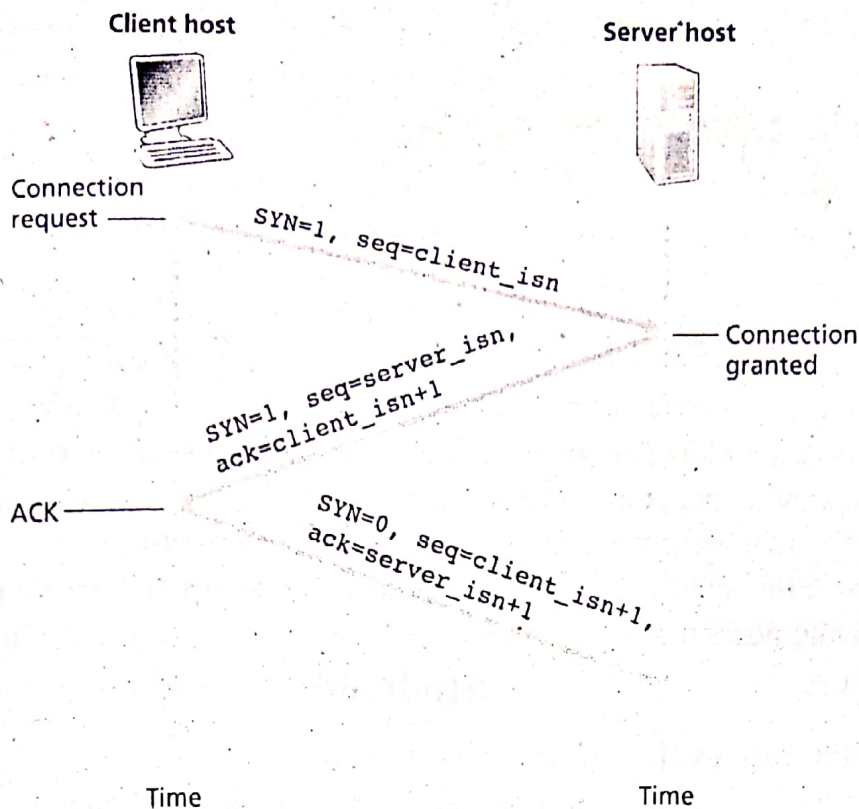 Client host
Server host
Connection
request
SYN=1, seq=client_isn
Connection
granted
SYN=1, seq=server_isn,
ack=client_isn+1
ACK
SYN=0, seq=client_isn+1,
ack=server_isn+1
Time
Time